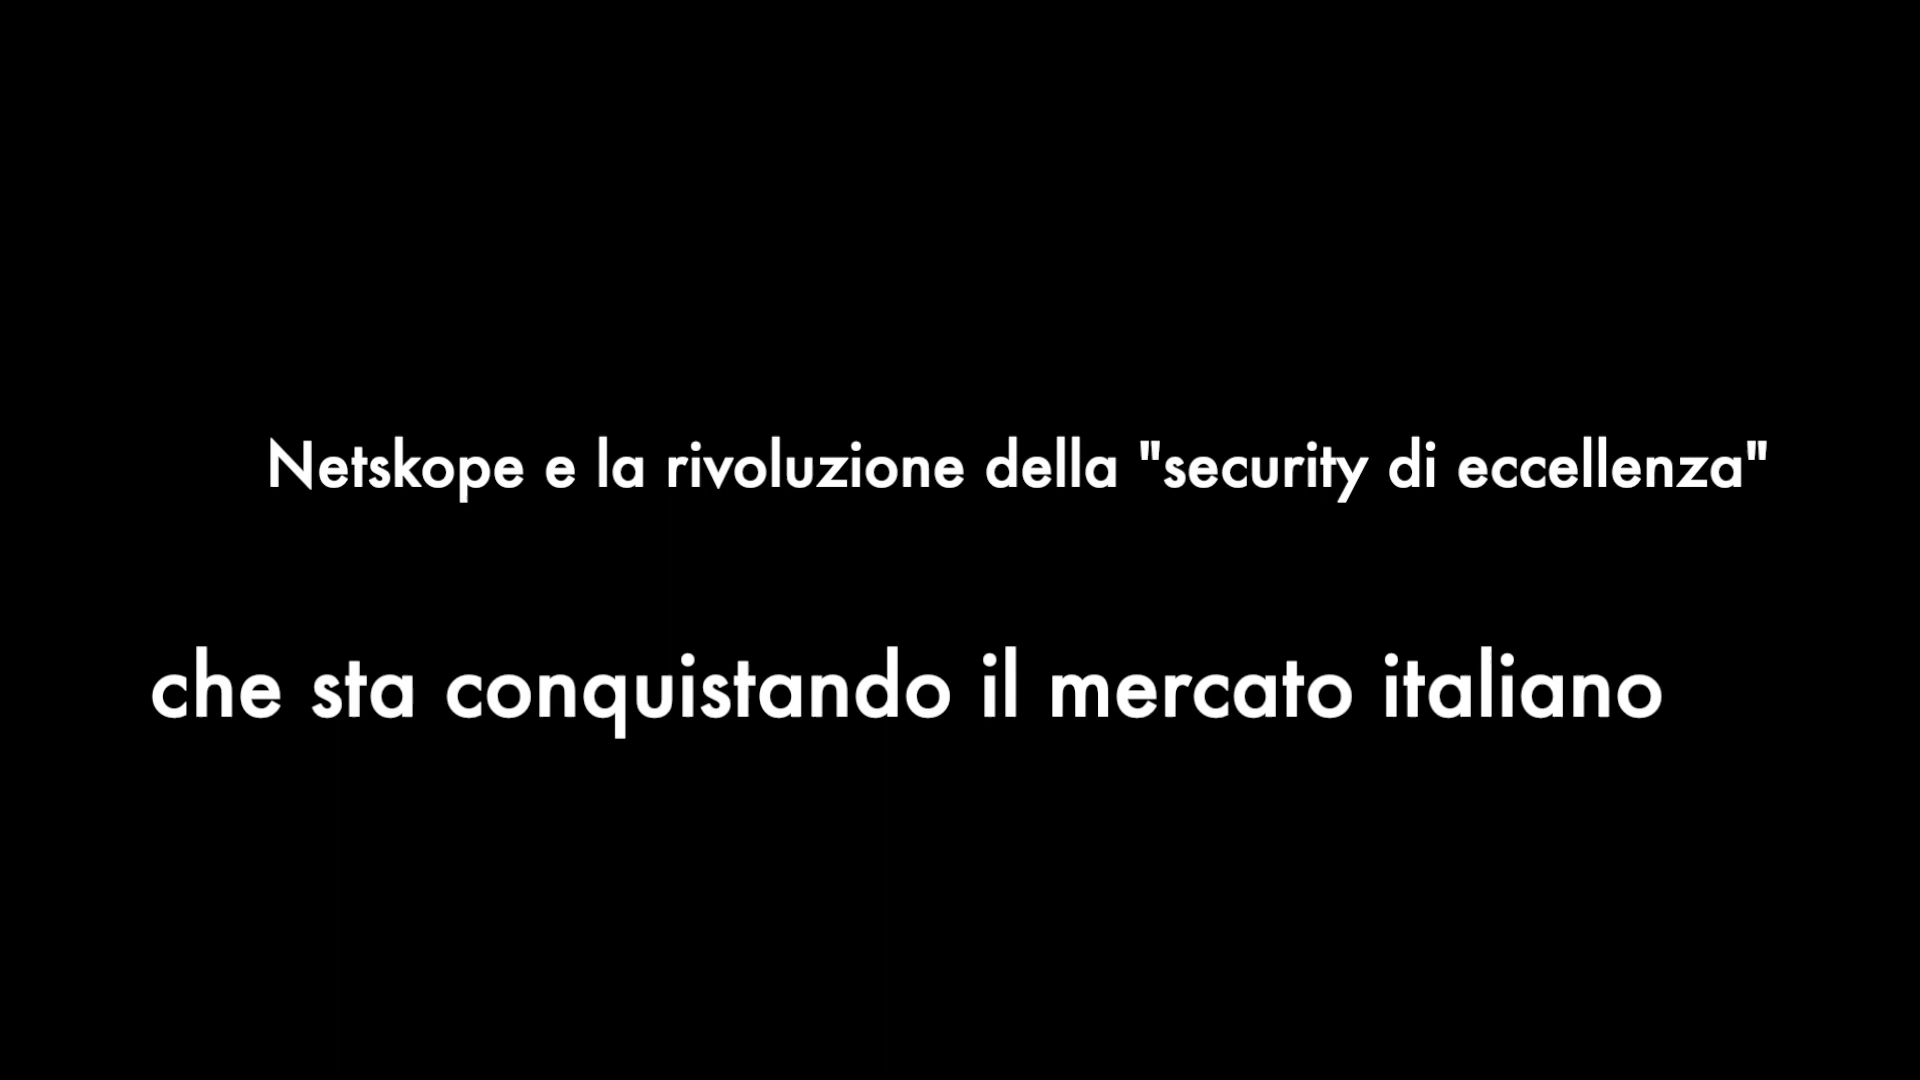 Netskope e la rivoluzione della "security di eccellenza"
che sta conquistando il mercato italiano